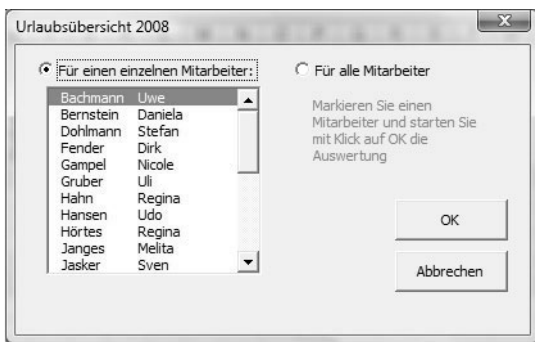 Urlaubsübersicht 2008
Für einen einzelnen Mitarbeiter:
Bachmann Uwe
Bernstein Daniela
Dohlmann Stefan
Fender Dirk
Gampel Nicole
Gruber Uli
Hahn Regina
Hansen Udo
Hörtes Regina
Janges Melita
Jasker Sven
Für alle Mitarbeiter
Markieren Sie einen
Mitarbeiter und starten Sie
mit Klick auf OK die
Auswertung
OK
Abbrechen